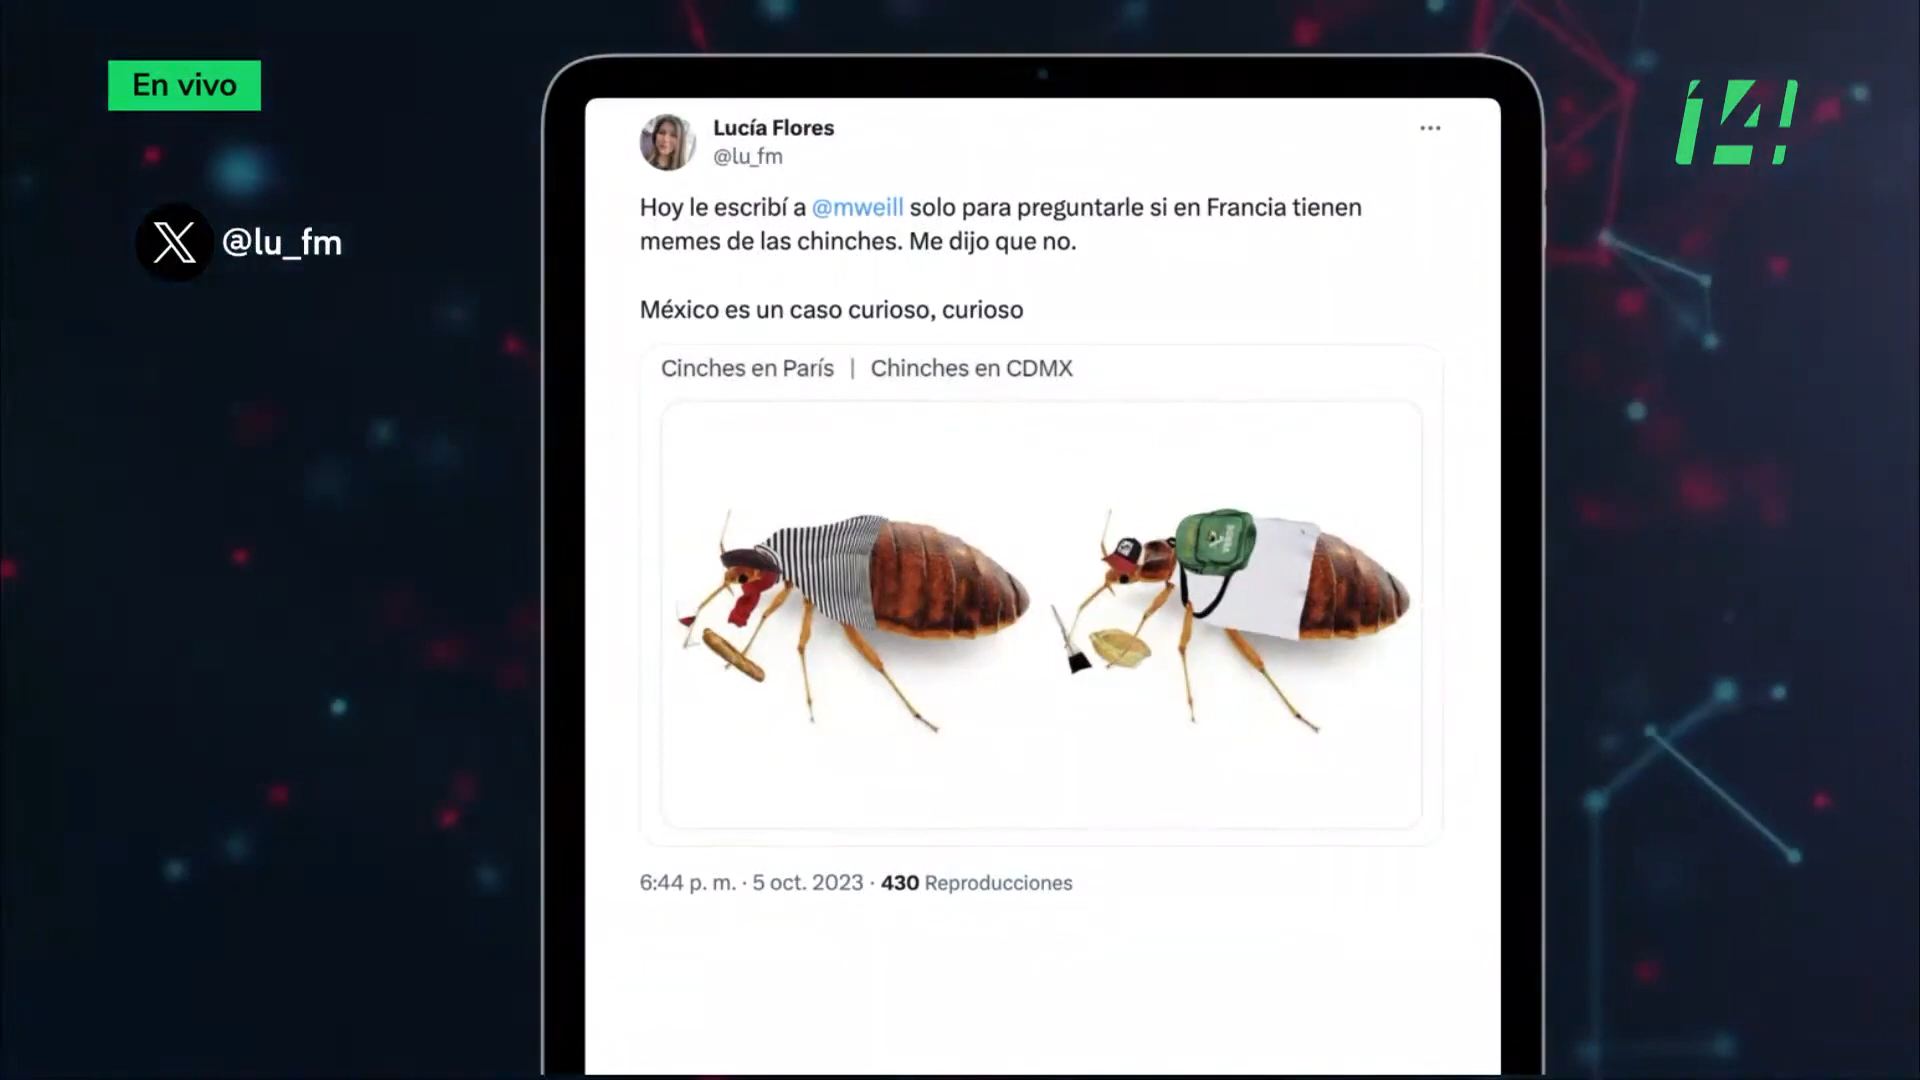 En vivo
14!
@lu_fm
Lucía Flores
@lu_fm
Hoy le escribí a @mweill solo para preguntarle si en Francia tienen
memes de las chinches. Me dijo que no.
México es un caso curioso, curioso
Cinches en París | Chinches en CDMX
6:44 p. m. · 5 oct. 2023 · 430 Reproducciones